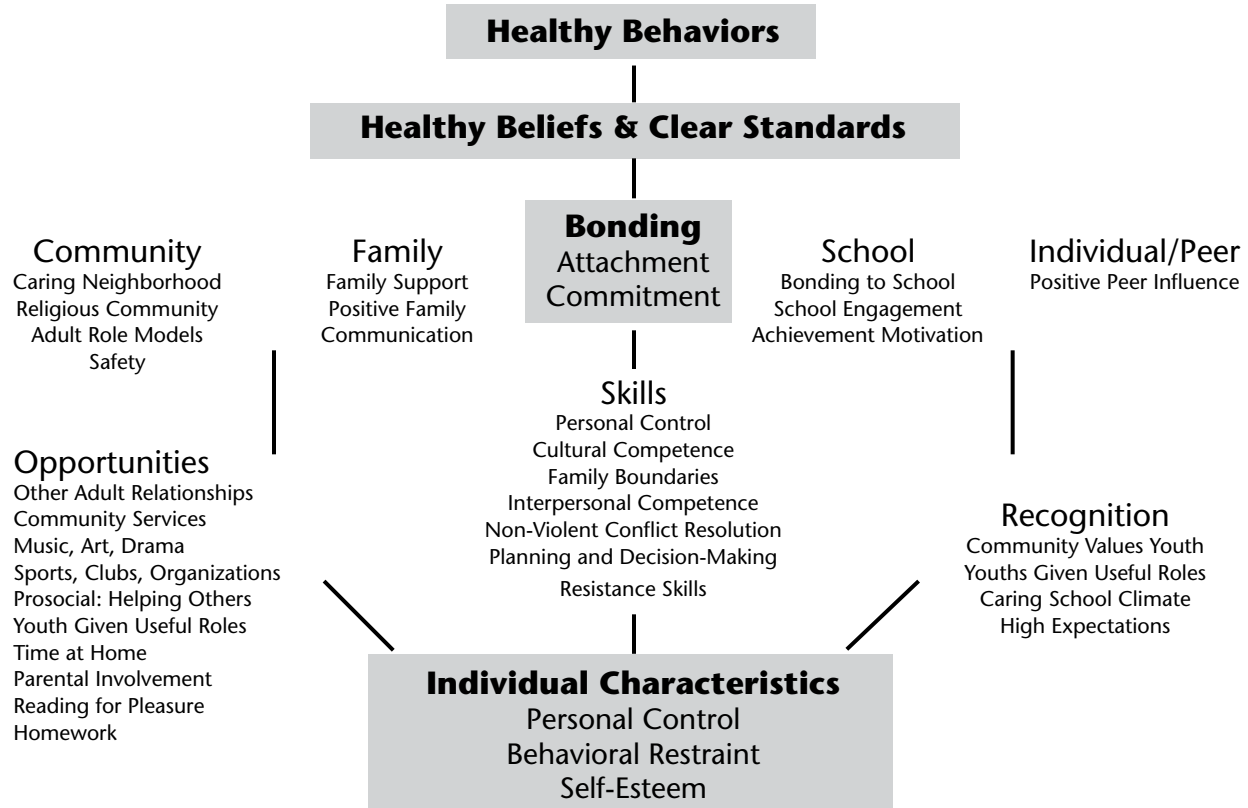 Healthy Behaviors
Healthy Beliefs & Clear Standards
Community
Caring Neighborhood
Religious Community
Adult Role Models
Safety
Family
Family Support
Positive Family
Communication
Bonding
Attachment
Commitment
School
Bonding to School
School Engagement
Achievement Motivation
Individual/Peer
Positive Peer Influence
Opportunities
Other Adult Relationships
Community Services
Music, Art, Drama
Sports, Clubs, Organizations
Prosocial: Helping Others
Youth Given Useful Roles
Time at Home
Parental Involvement
Reading for Pleasure
Homework
Skills
Personal Control
Cultural Competence
Family Boundaries
Interpersonal Competence
Non-Violent Conflict Resolution
Planning and Decision-Making
Resistance Skills
Recognition
Community Values Youth
Youths Given Useful Roles
Caring School Climate
High Expectations
Individual Characteristics
Personal Control
Behavioral Restraint
Self-Esteem